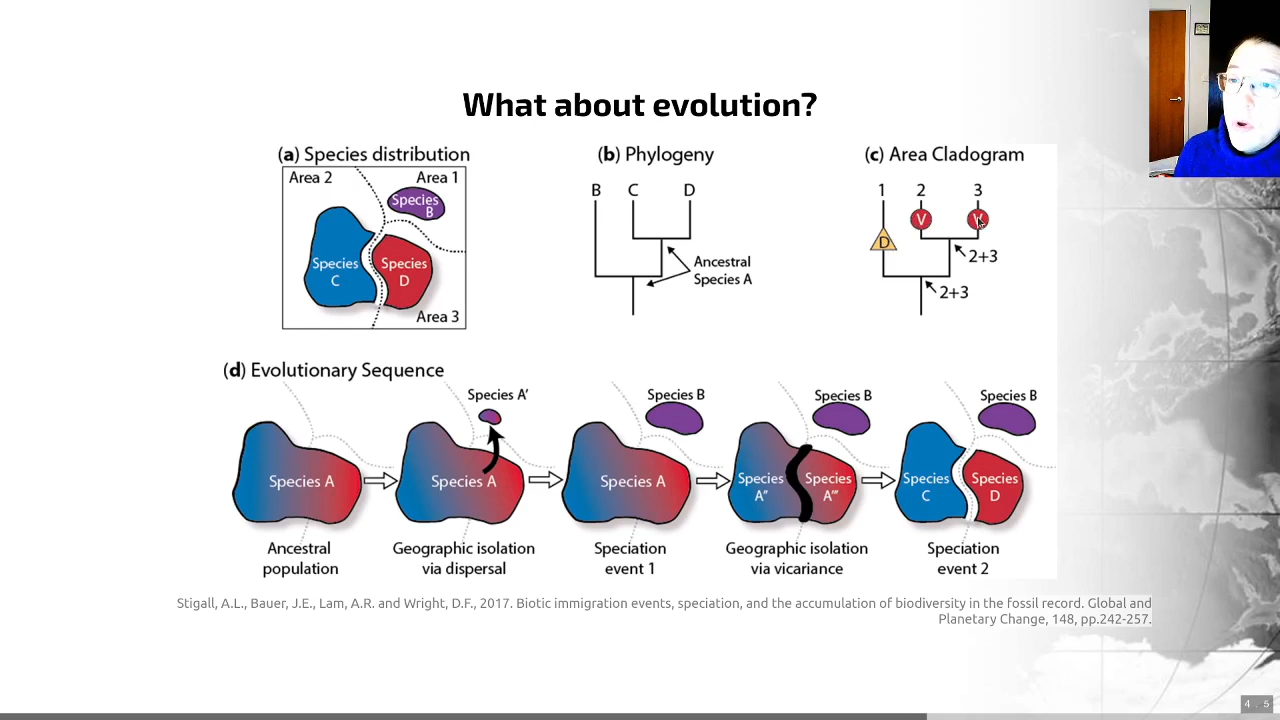 What about evolution?
(a) Species distribution
Area 2
Area 1
Species
B
Species
C
Species
D
Area 3
(b) Phylogeny
B C D
Ancestral
Species A
(c) Area Cladogram
1 2 3
V
D
2+3
2+3
(d) Evolutionary Sequence
Species A
Ancestral
population
Species A′
Species A
Geographic isolation
via dispersal
Species B
Species A
Speciation
event 1
Species B
Species
A″
Species
A‴
Geographic isolation
via vicariance
Species B
Species
C
Species
D
Speciation
event 2
Stigall, A.L., Bauer, J.E., Lam, A.R. and Wright, D.F., 2017. Biotic immigration events, speciation, and the accumulation of biodiversity in the fossil record. Global and
Planetary Change, 148, pp.242-257.
4 . 5